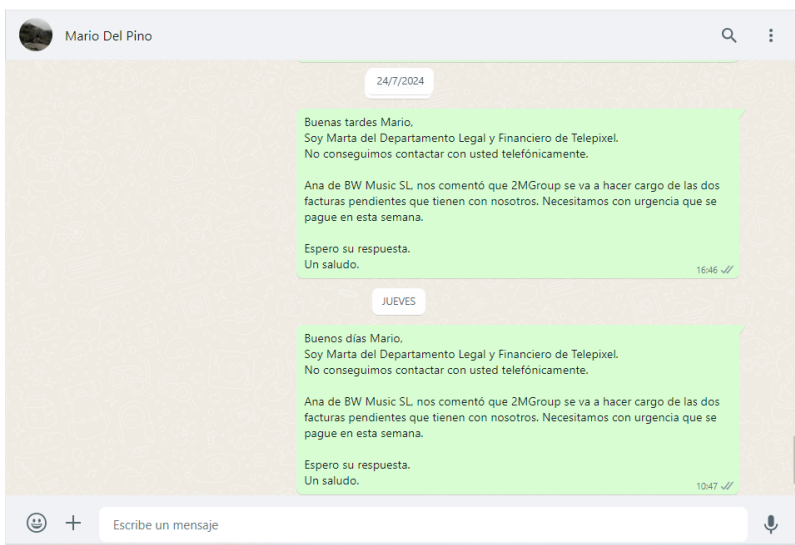 Mario Del Pino
24/7/2024
Buenas tardes Mario,
Soy Marta del Departamento Legal y Financiero de Telepixel.
No conseguimos contactar con usted telefónicamente.
Ana de BW Music SL, nos comentó que 2MGroup se va a hacer cargo de las dos
facturas pendientes que tienen con nosotros. Necesitamos con urgencia que se
pague en esta semana.
Espero su respuesta.
Un saludo.
16:46
JUEVES
Buenos días Mario,
Soy Marta del Departamento Legal y Financiero de Telepixel.
No conseguimos contactar con usted telefónicamente.
Ana de BW Music SL, nos comentó que 2MGroup se va a hacer cargo de las dos
facturas pendientes que tienen con nosotros. Necesitamos con urgencia que se
pague en esta semana.
Espero su respuesta.
Un saludo.
10:47
Escribe un mensaje